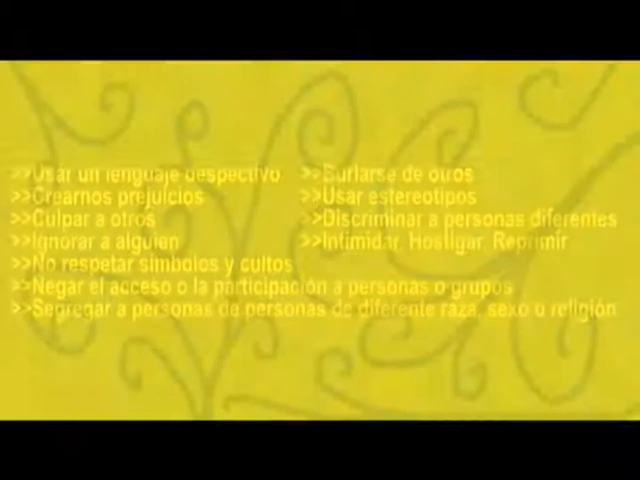 >>Usar un lenguaje despectivo >>Burlarse de otros
>>Crearnos prejuicios >>Usar estereotipos
>>Culpar a otros >>Discriminar a personas diferentes
>>Ignorar a alguien >>Intimidar, Hostigar, Reprimir
>>No respetar simbolos y cultos
>>Negar el acceso o la participación a personas o grupos
>>Segregar a personas de personas de diferente raza, sexo o religión